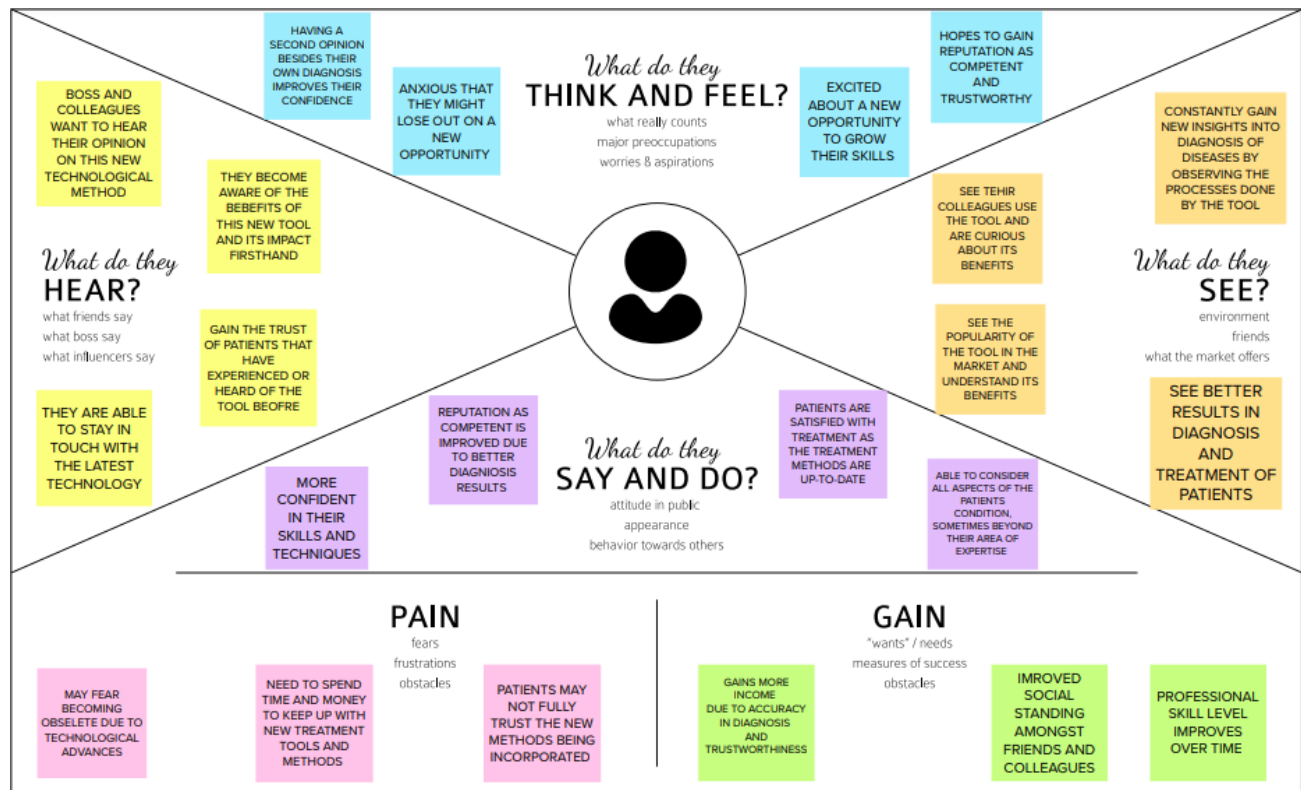 HAVING A
SECOND OPINION
BESIDES THEIR
OWN DIAGNOSIS
IMPROVES THEIR
CONFIDENCE
ANXIOUS THAT
THEY MIGHT
LOSE OUT ON A
NEW
OPPORTUNITY
What do they
THINK AND FEEL?
what really counts
major preoccupations
worries & aspirations
EXCITED
ABOUT A NEW
OPPORTUNITY
TO GROW
THEIR SKILLS
HOPES TO GAIN
REPUTATION AS
COMPETENT
AND
TRUSTWORTHY
BOSS AND
COLLEAGUES
WANT TO HEAR
THEIR OPINION
ON THIS NEW
TECHNOLOGICAL
METHOD
THEY BECOME
AWARE OF THE
BEBEFITS OF
THIS NEW TOOL
AND ITS IMPACT
FIRSTHAND
What do they
HEAR?
what friends say
what boss say
what influencers say
GAIN THE TRUST
OF PATIENTS THAT
HAVE
EXPERIENCED OR
HEARD OF THE
TOOL BEOFRE
THEY ARE ABLE
TO STAY IN
TOUCH WITH
THE LATEST
TECHNOLOGY
CONSTANTLY GAIN
NEW INSIGHTS INTO
DIAGNOSIS OF
DISEASES BY
OBSERVING THE
PROCESSES DONE
BY THE TOOL
SEE TEHIR
COLLEAGUES USE
THE TOOL AND
ARE CURIOUS
ABOUT ITS
BENEFITS
What do they
SEE?
environment
friends
what the market offers
SEE THE
POPULARITY OF
THE TOOL IN THE
MARKET AND
UNDERSTAND ITS
BENEFITS
SEE BETTER
RESULTS IN
DIAGNOSIS
AND
TREATMENT OF
PATIENTS
REPUTATION AS
COMPETENT IS
IMPROVED DUE
TO BETTER
DIAGNIOSIS
RESULTS
What do they
SAY AND DO?
attitude in public
appearance
behavior towards others
PATIENTS ARE
SATISFIED WITH
TREATMENT AS
THE TREATMENT
METHODS ARE
UP-TO-DATE
MORE
CONFIDENT
IN THEIR
SKILLS AND
TECHNIQUES
ABLE TO CONSIDER
ALL ASPECTS OF THE
PATIENTS
CONDITION,
SOMETIMES BEYOND
THEIR AREA OF
EXPERTISE
PAIN
fears
frustrations
obstacles
MAY FEAR
BECOMING
OBSELETE DUE TO
TECHNOLOGICAL
ADVANCES
NEED TO SPEND
TIME AND MONEY
TO KEEP UP WITH
NEW TREATMENT
TOOLS AND
METHODS
PATIENTS MAY
NOT FULLY
TRUST THE NEW
METHODS BEING
INCORPORATED
GAIN
"wants" / needs
measures of success
obstacles
GAINS MORE
INCOME
DUE TO ACCURACY
IN DIAGNOSIS
AND
TRUSTWORTHINESS
IMROVED
SOCIAL
STANDING
AMONGST
FRIENDS AND
COLLEAGUES
PROFESSIONAL
SKILL LEVEL
IMPROVES
OVER TIME